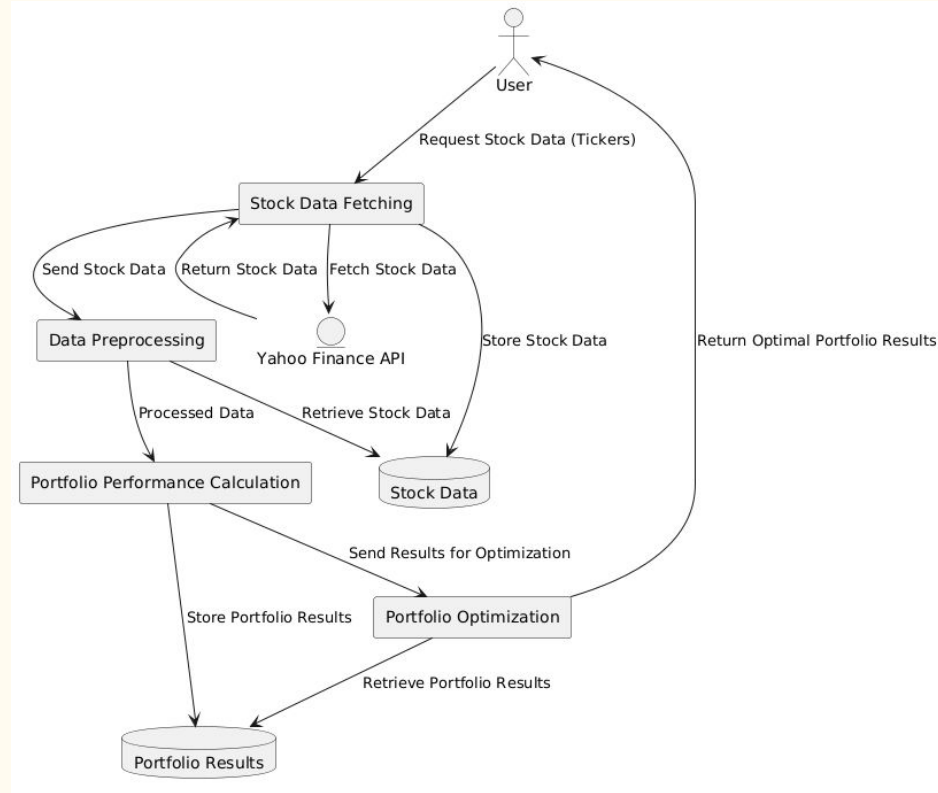 User
Request Stock Data (Tickers)
Stock Data Fetching
Send Stock Data
Return Stock Data
Fetch Stock Data
Data Preprocessing
Yahoo Finance API
Store Stock Data
Return Optimal Portfolio Results
Processed Data
Retrieve Stock Data
Portfolio Performance Calculation
Stock Data
Send Results for Optimization
Store Portfolio Results
Portfolio Optimization
Retrieve Portfolio Results
Portfolio Results